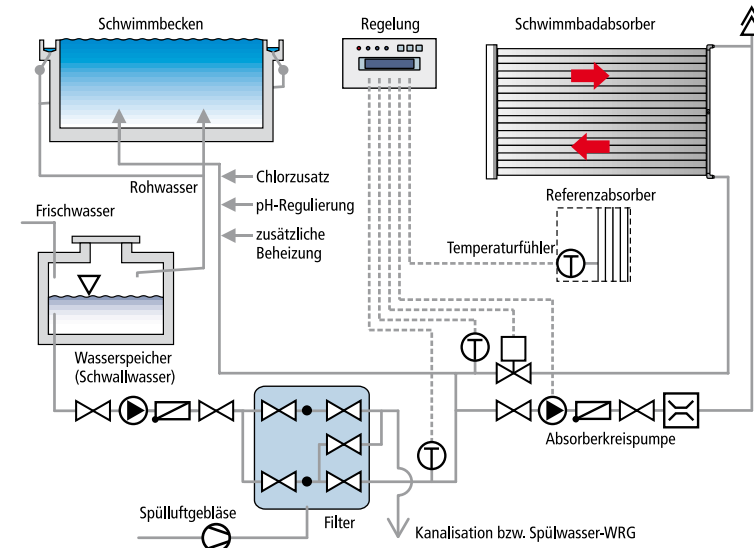 Schwimmbecken
Regelung
Schwimmbadabsorber
Rohwasser
Chlorzusatz
pH-Regulierung
zusätzliche
Beheizung
Frischwasser
Referenzabsorber
Temperaturfühler
T
Wasserspeicher
(Schwallwasser)
T
Absorberkreispumpe
T
Spülluftgebläse
Filter
Kanalisation bzw. Spülwasser-WRG